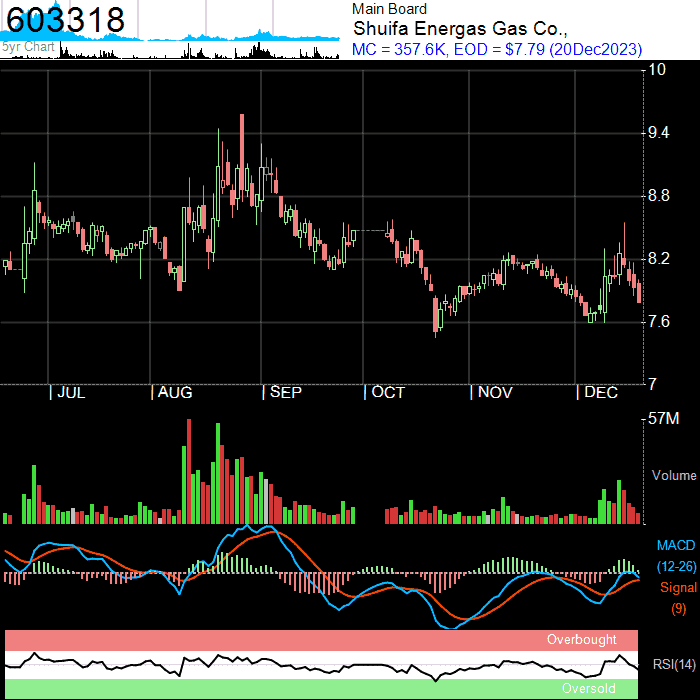 603318
5yr Chart
Main Board
Shuifa Energas Gas Co.,
MC = 357.6K, EOD = $7.79 (20Dec2023)
10
9.4
8.8
8.2
7.6
7
| JUL | AUG | SEP | OCT | NOV | DEC
57M
Volume
MACD
(12-26)
Signal
(9)
Overbought
RSI(14)
Oversold